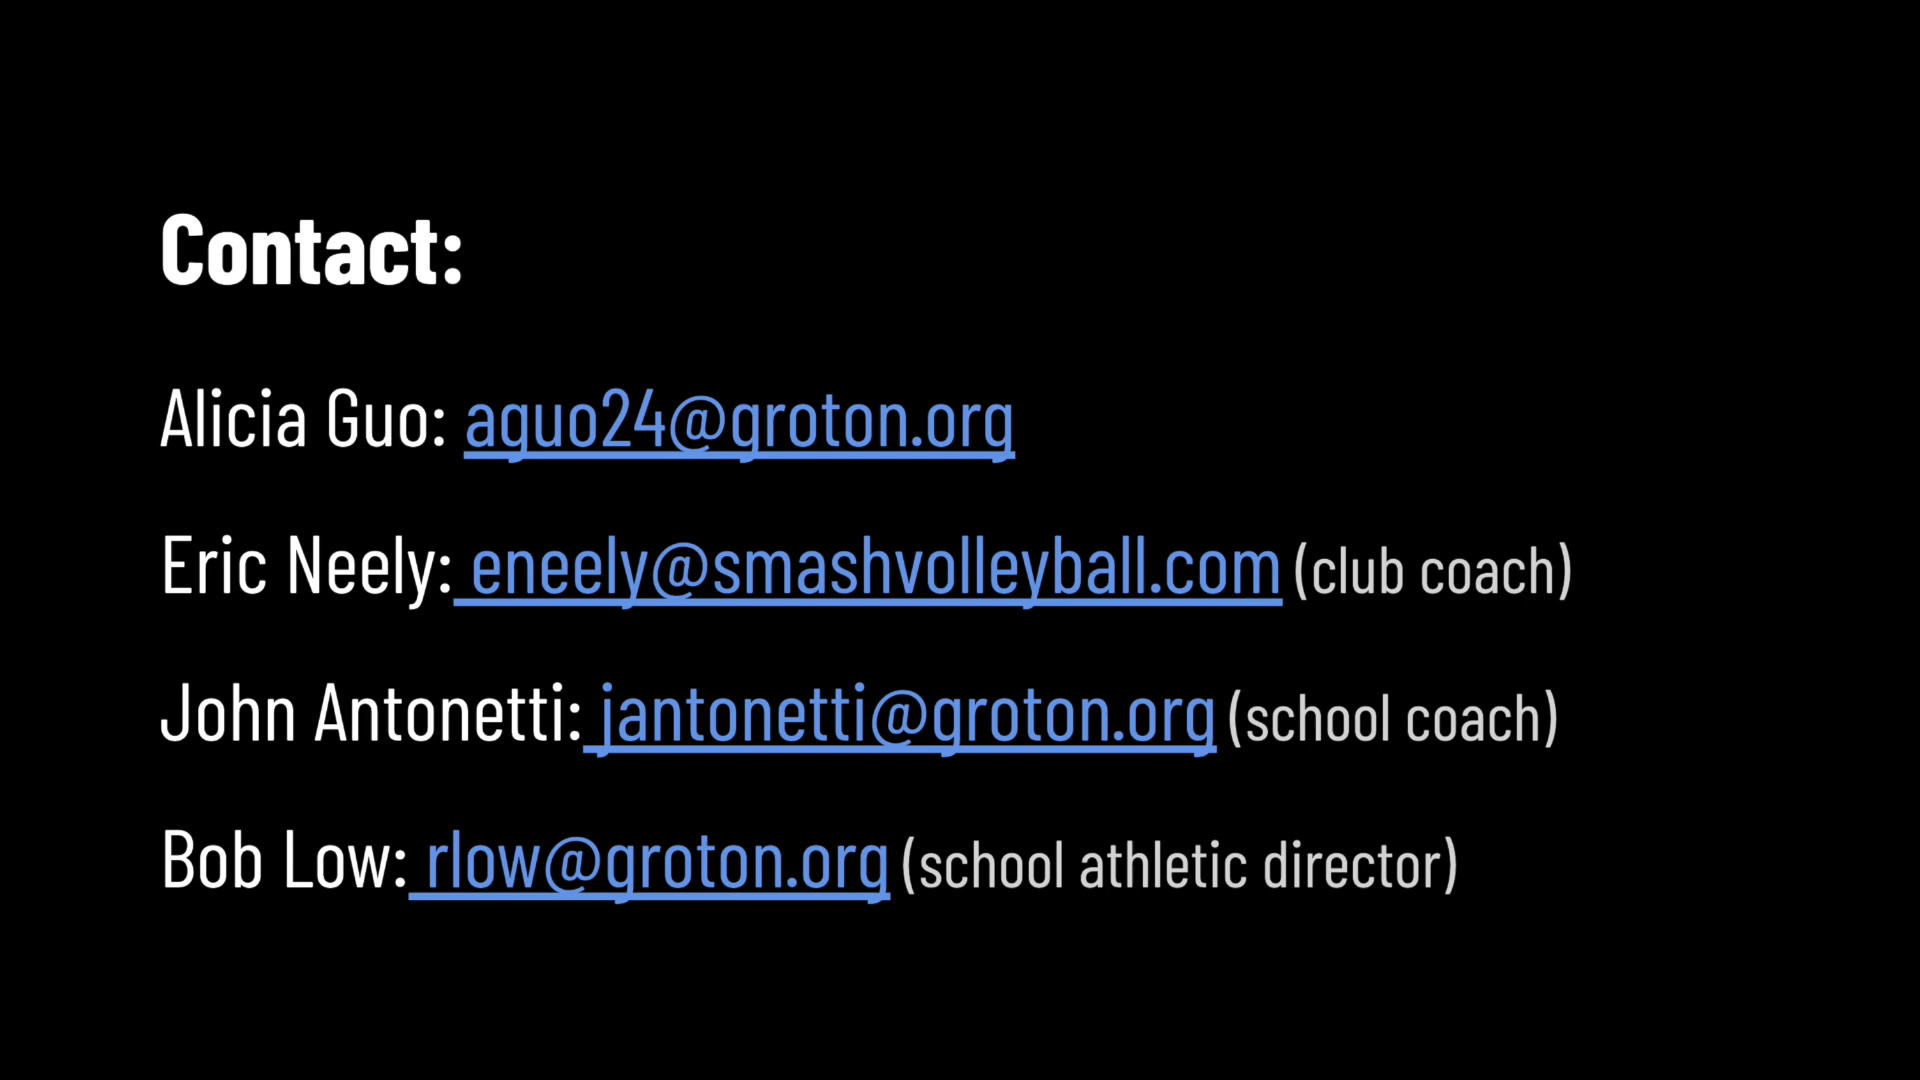 Contact:
Alicia Guo: aguo24@groton.org
Eric Neely: eneely@smashvolleyball.com (club coach)
John Antonetti: jantonetti@groton.org (school coach)
Bob Low: rlow@groton.org (school athletic director)